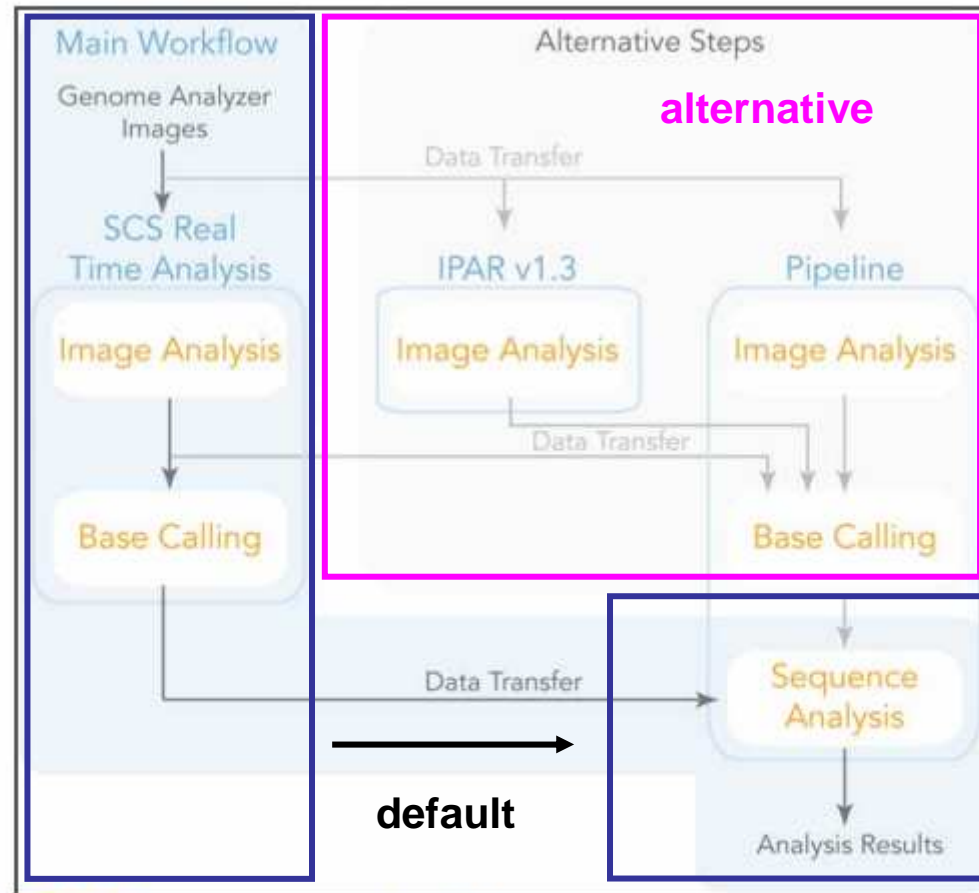 Main Workflow
Alternative Steps
alternative
Genome Analyzer
Images
Data Transfer
SCS Real
Time Analysis
IPAR v1.3
Pipeline
Image Analysis
Image Analysis
Image Analysis
Data Transfer
Base Calling
Base Calling
Data Transfer
Sequence
Analysis
default
Analysis Results